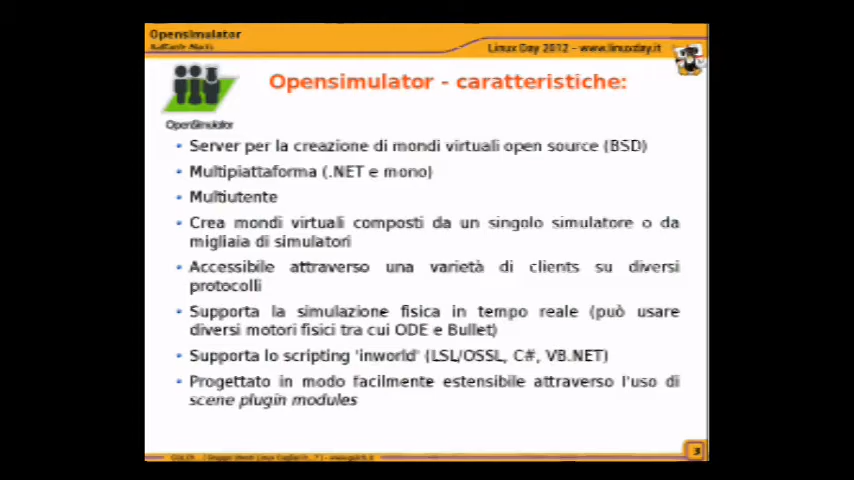 Opensimulator
Linux Day 2012 - www.linuxday.it
Opensimulator - caratteristiche:
OpenSimulator
• Server per la creazione di mondi virtuali open source (BSD)
• Multipiattaforma (.NET e mono)
• Multiutente
• Crea mondi virtuali composti da un singolo simulatore o da
migliaia di simulatori
• Accessibile attraverso una varietà di clients su diversi
protocolli
• Supporta la simulazione fisica in tempo reale (può usare
diversi motori fisici tra cui ODE e Bullet)
• Supporta lo scripting 'inworld' (LSL/OSSL, C#, VB.NET)
• Progettato in modo facilmente estensibile attraverso l'uso di
scene plugin modules
3